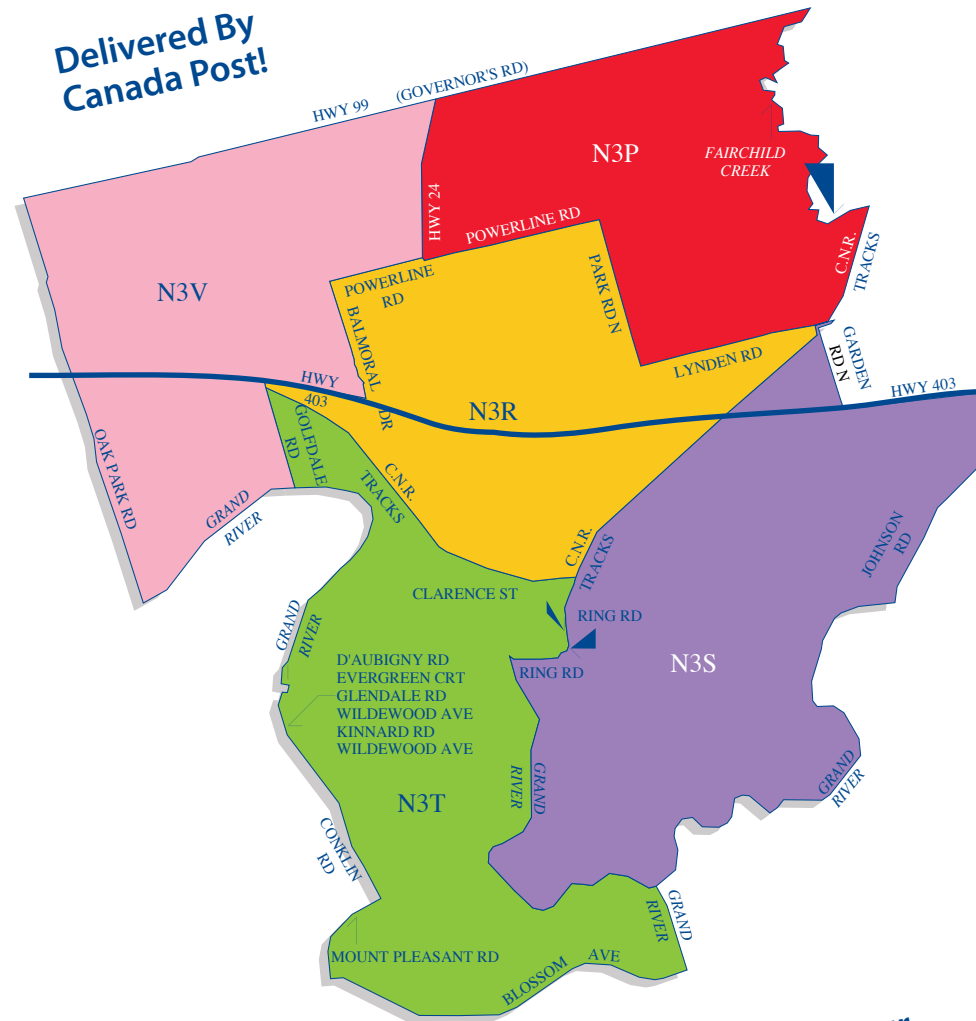 Delivered By
Canada Post!
HWY 99
(GOVERNOR'S RD)
N3P
FAIRCHILD
CREEK
HWY 24
POWERLINE RD
C.N.R.
TRACKS
N3V
POWERLINE
RD
PARK RD N
BALMORAL
DR
LYNDEN RD
GARDEN
RD N
HWY
403
HWY 403
N3R
GOLFDALE
RD
OAK PARK RD
GRAND
RIVER
C.N.R.
TRACKS
C.N.R.
TRACKS
JOHNSON
RD
CLARENCE ST
RING RD
RING RD
GRAND
RIVER
N3S
D'AUBIGNY RD
EVERGREEN CRT
GLENDALE RD
WILDEWOOD AVE
KINNARD RD
WILDEWOOD AVE
GRAND
RIVER
GRAND
RIVER
N3T
CONKLIN
RD
GRAND
RIVER
MOUNT PLEASANT RD
BLOSSOM
AVE